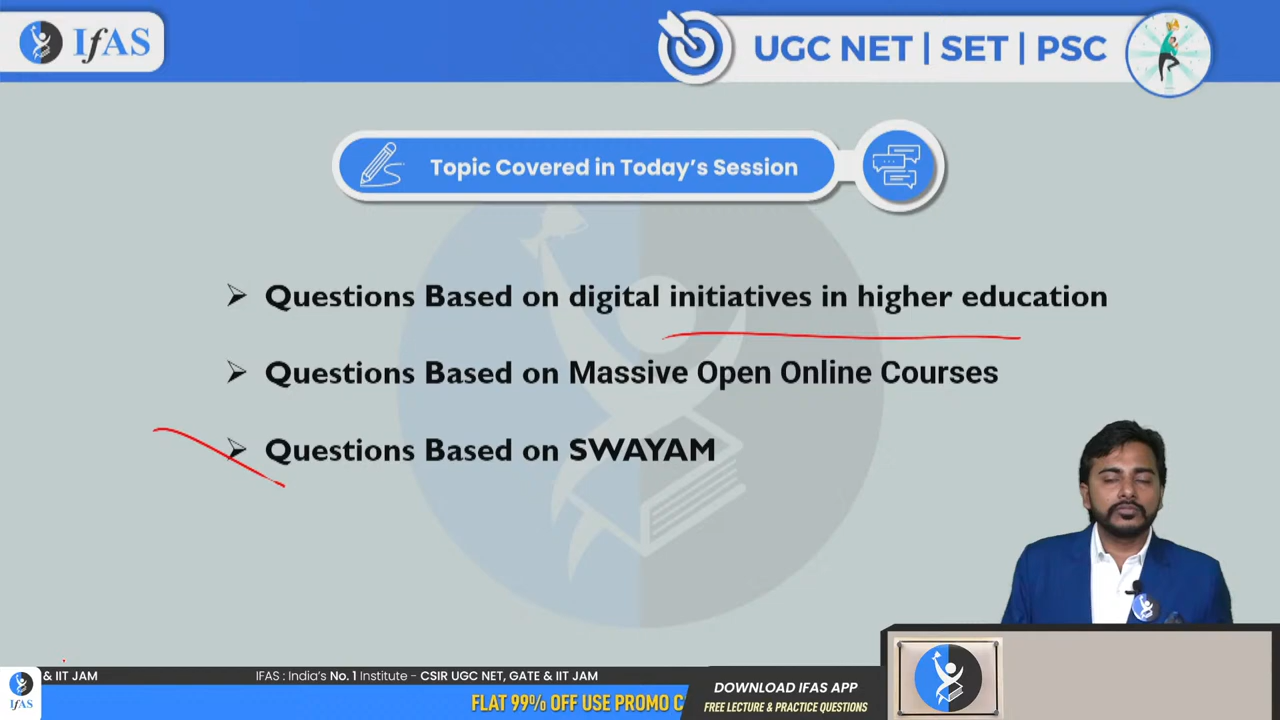 IfAS
UGC NET | SET | PSC
Topic Covered in Today's Session
➢ Questions Based on digital initiatives in higher education
➢ Questions Based on Massive Open Online Courses
➢ Questions Based on SWAYAM
& IIT JAM
IFAS : India's No. 1 Institute - CSIR UGC NET, GATE & IIT JAM
IfAS
FLAT 99% OFF USE PROMO C
DOWNLOAD IFAS APP
FREE LECTURE & PRACTICE QUESTIONS